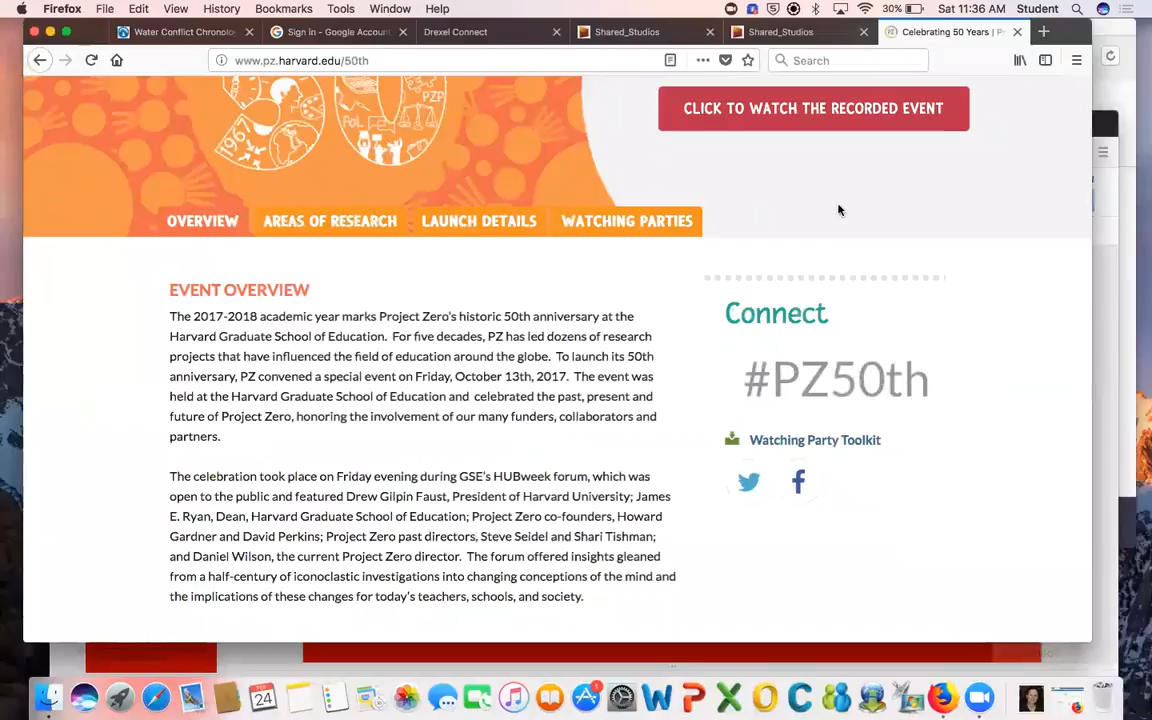 Firefox File Edit View History Bookmarks Tools Window Help 30% Sat 11:36 AM Student
Water Conflict Chronolo Sign in - Google Account Drexel Connect Shared_Studios Shared_Studios Celebrating 50 Years | P
www.pz.harvard.edu/50th Search
1967 PZP
PoL FeL
CLICK TO WATCH THE RECORDED EVENT
OVERVIEW AREAS OF RESEARCH LAUNCH DETAILS WATCHING PARTIES
EVENT OVERVIEW
The 2017-2018 academic year marks Project Zero's historic 50th anniversary at the
Harvard Graduate School of Education. For five decades, PZ has led dozens of research
projects that have influenced the field of education around the globe. To launch its 50th
anniversary, PZ convened a special event on Friday, October 13th, 2017. The event was
held at the Harvard Graduate School of Education and celebrated the past, present and
future of Project Zero, honoring the involvement of our many funders, collaborators and
partners.
The celebration took place on Friday evening during GSE's HUBweek forum, which was
open to the public and featured Drew Gilpin Faust, President of Harvard University; James
E. Ryan, Dean, Harvard Graduate School of Education; Project Zero co-founders, Howard
Gardner and David Perkins; Project Zero past directors, Steve Seidel and Shari Tishman;
and Daniel Wilson, the current Project Zero director. The forum offered insights gleaned
from a half-century of iconoclastic investigations into changing conceptions of the mind and
the implications of these changes for today's teachers, schools, and society.
Connect
#PZ50th
Watching Party Toolkit
FEB
24
1